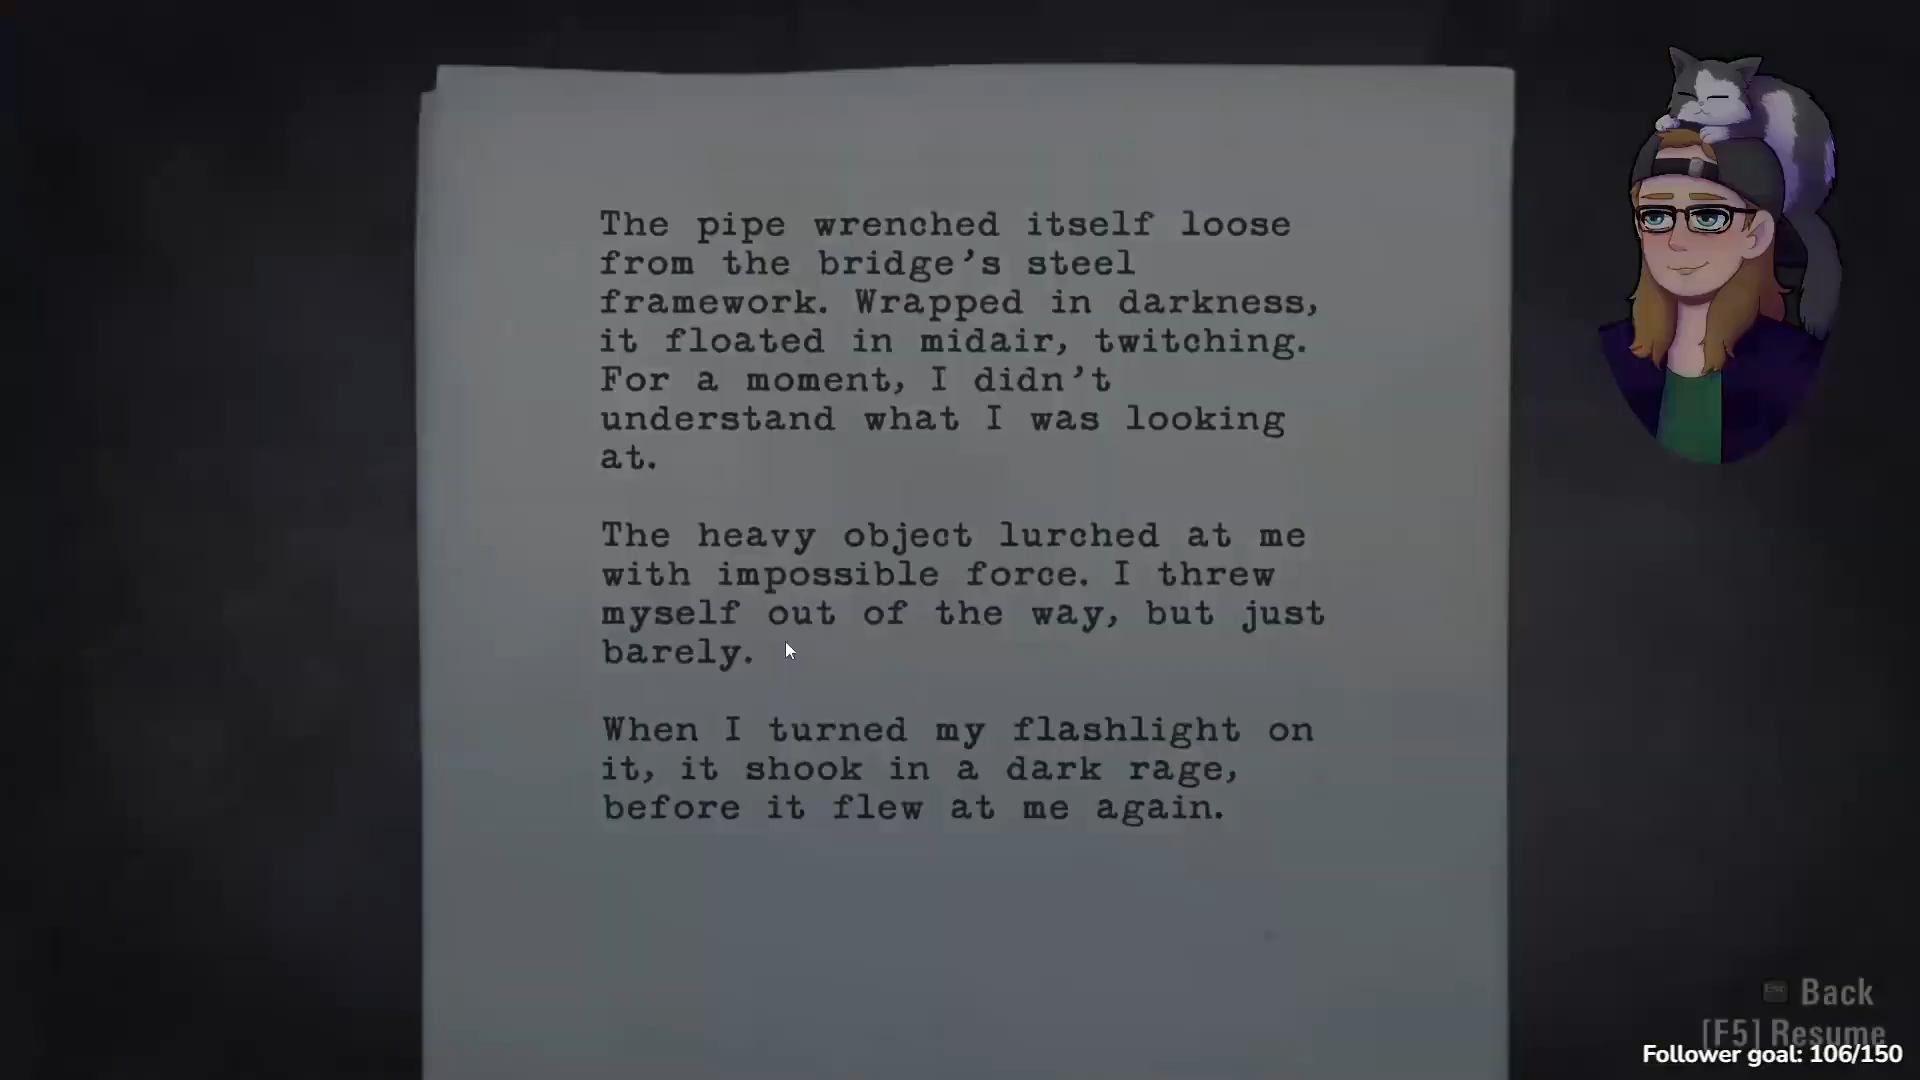 The pipe wrenched itself loose
from the bridge’s steel
framework. Wrapped in darkness,
it floated in midair, twitching.
For a moment, I didn’t
understand what I was looking
at.
The heavy object lurched at me
with impossible force. I threw
myself out of the way, but just
barely.
When I turned my flashlight on
it, it shook in a dark rage,
before it flew at me again.
Esc Back
[F5] Resume
Follower goal: 106/150